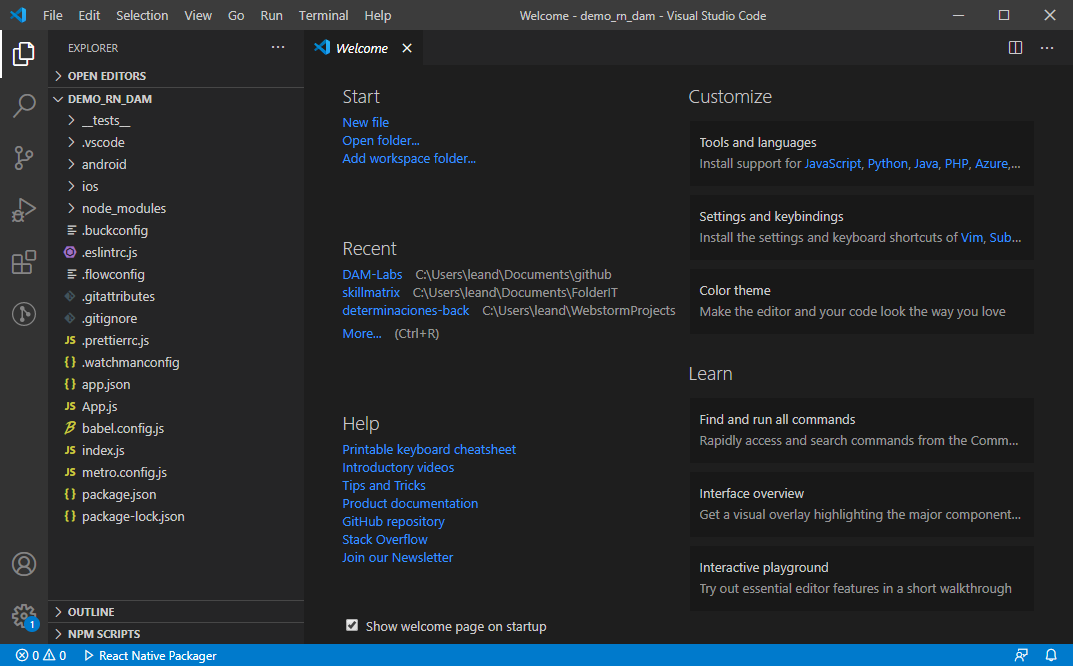 File Edit Selection View Go Run Terminal Help Welcome - demo_rn_dam - Visual Studio Code
EXPLORER
OPEN EDITORS
DEMO_RN_DAM
__tests__
.vscode
android
ios
node_modules
.buckconfig
.eslintrc.js
.flowconfig
.gitattributes
.gitignore
JS .prettierrc.js
{} .watchmanconfig
{} app.json
JS App.js
babel.config.js
JS index.js
JS metro.config.js
{} package.json
{} package-lock.json
OUTLINE
NPM SCRIPTS
1
Welcome
Start
New file
Open folder...
Add workspace folder...
Recent
DAM-Labs C:\Users\leand\Documents\github
skillmatrix C:\Users\leand\Documents\FolderIT
determinaciones-back C:\Users\leand\WebstormProjects
More... (Ctrl+R)
Help
Printable keyboard cheatsheet
Introductory videos
Tips and Tricks
Product documentation
GitHub repository
Stack Overflow
Join our Newsletter
Show welcome page on startup
Customize
Tools and languages
Install support for JavaScript, Python, Java, PHP, Azure,...
Settings and keybindings
Install the settings and keyboard shortcuts of Vim, Sub...
Color theme
Make the editor and your code look the way you love
Learn
Find and run all commands
Rapidly access and search commands from the Comm...
Interface overview
Get a visual overlay highlighting the major component...
Interactive playground
Try out essential editor features in a short walkthrough
0 0 React Native Packager